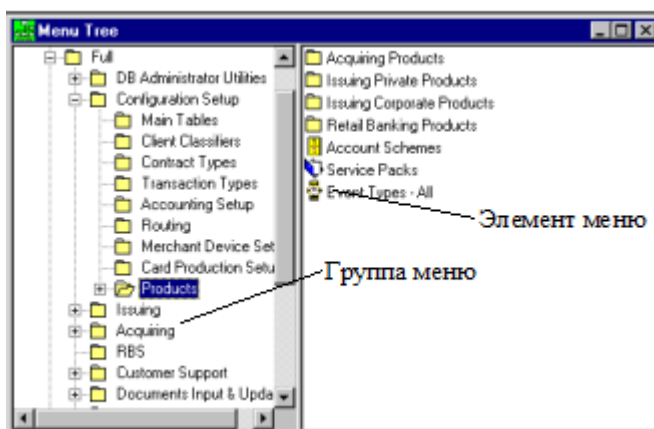 Menu Tree
Full
DB Administrator Utilities
Configuration Setup
Main Tables
Client Classifiers
Contract Types
Transaction Types
Accounting Setup
Routing
Merchant Device Set
Card Production Setu
Products
Issuing
Acquiring
RBS
Customer Support
Documents Input & Upda
Acquiring Products
Issuing Private Products
Issuing Corporate Products
Retail Banking Products
Account Schemes
Service Packs
Event Types - All
Элемент меню
Группа меню